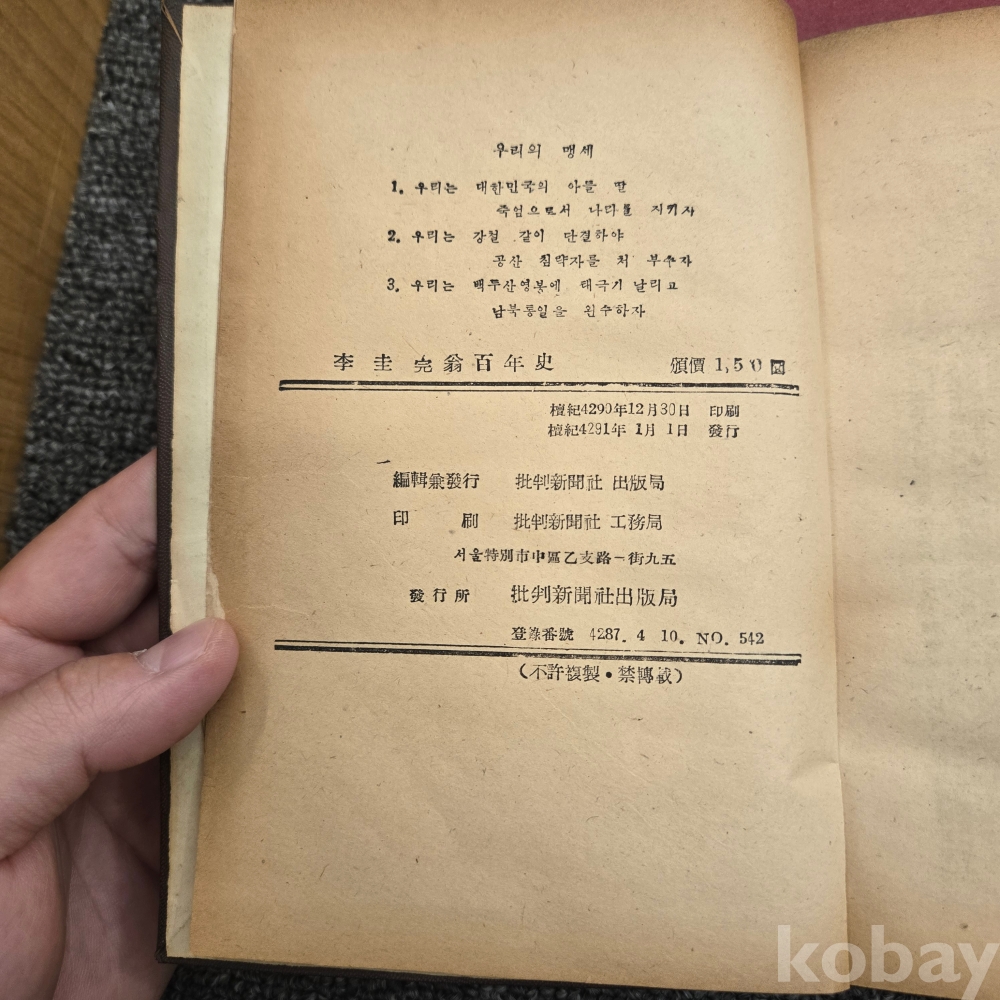 우리의 맹세
1. 우리는 대한민국의 아들 딸
죽엄으로서 나라를 지키자
2. 우리는 강철 같이 단결하야
공산 침략자를 처 부수자
3. 우리는 백두산영봉에 태극기 날리고
남북통일을 완수하자
李圭完翁百年史 頒價 1,500圜
檀紀4290年12月30日 印刷
檀紀4291年 1月 1日 發行
編輯兼發行 批判新聞社 出版局
印刷 批判新聞社 工務局
서울特別市中區乙支路一街九五
發行所 批判新聞社出版局
登錄番號 4287. 4 10. NO. 542
(不許複製·禁轉載)
kobay